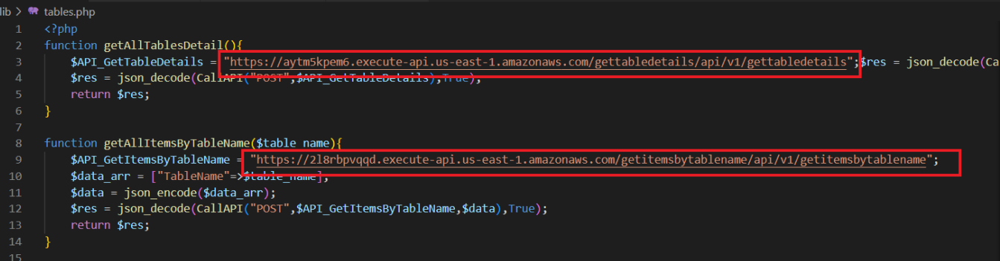 lib > tables.php
1 <?php
2 function getAllTablesDetail(){
3 $API_GetTableDetails = "https://aytm5kpem6.execute-api.us-east-1.amazonaws.com/gettabledetails/api/v1/gettabledetails";$res = json_decode(Ca
4 $res = json_decode(CallAPI("POST",$API_GetTableDetails),True);
5 return $res;
6 }
7
8 function getAllItemsByTableName($table_name){
9 $API_GetItemsByTableName = "https://2l8rbpvqqd.execute-api.us-east-1.amazonaws.com/getitemsbytablename/api/v1/getitemsbytablename";
10 $data_arr = ["TableName"=>$table_name];
11 $data = json_encode($data_arr);
12 $res = json_decode(CallAPI("POST",$API_GetItemsByTableName,$data),True);
13 return $res;
14 }
15